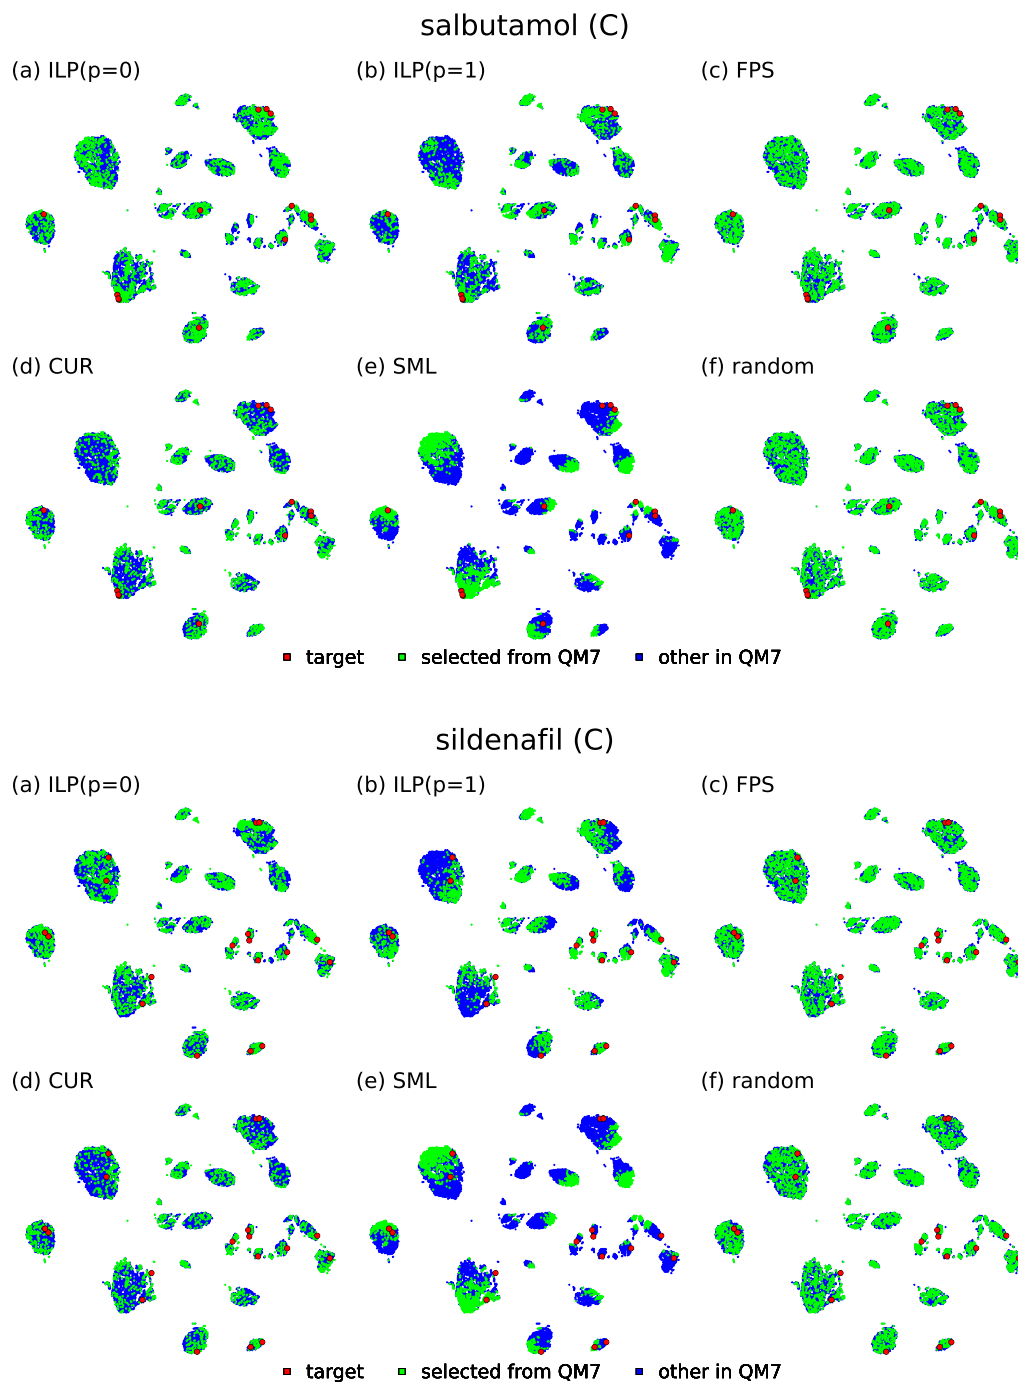 salbutamol (C)
(a) ILP(p=0) (b) ILP(p=1) (c) FPS
(d) CUR (e) SML (f) random
target selected from QM7 other in QM7
sildenafil (C)
(a) ILP(p=0) (b) ILP(p=1) (c) FPS
(d) CUR (e) SML (f) random
target selected from QM7 other in QM7